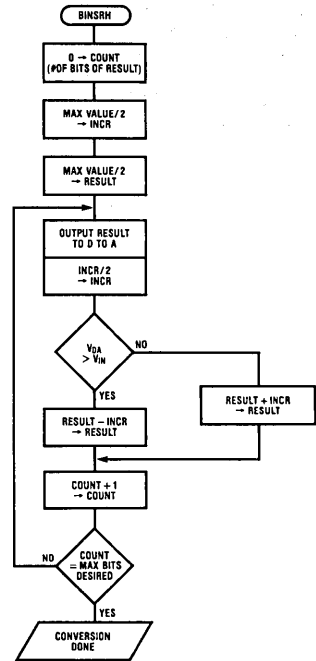 BINSRH
0 → COUNT
(#OF BITS OF RESULT)
MAX VALUE/2
→ INCR
MAX VALUE/2
→ RESULT
OUTPUT RESULT
TO D TO A
INCR/2
→ INCR
VDA
> VIN
NO
YES
RESULT – INCR
→ RESULT
RESULT + INCR
→ RESULT
COUNT + 1
→ COUNT
COUNT
= MAX BITS
DESIRED
NO
YES
CONVERSION
DONE